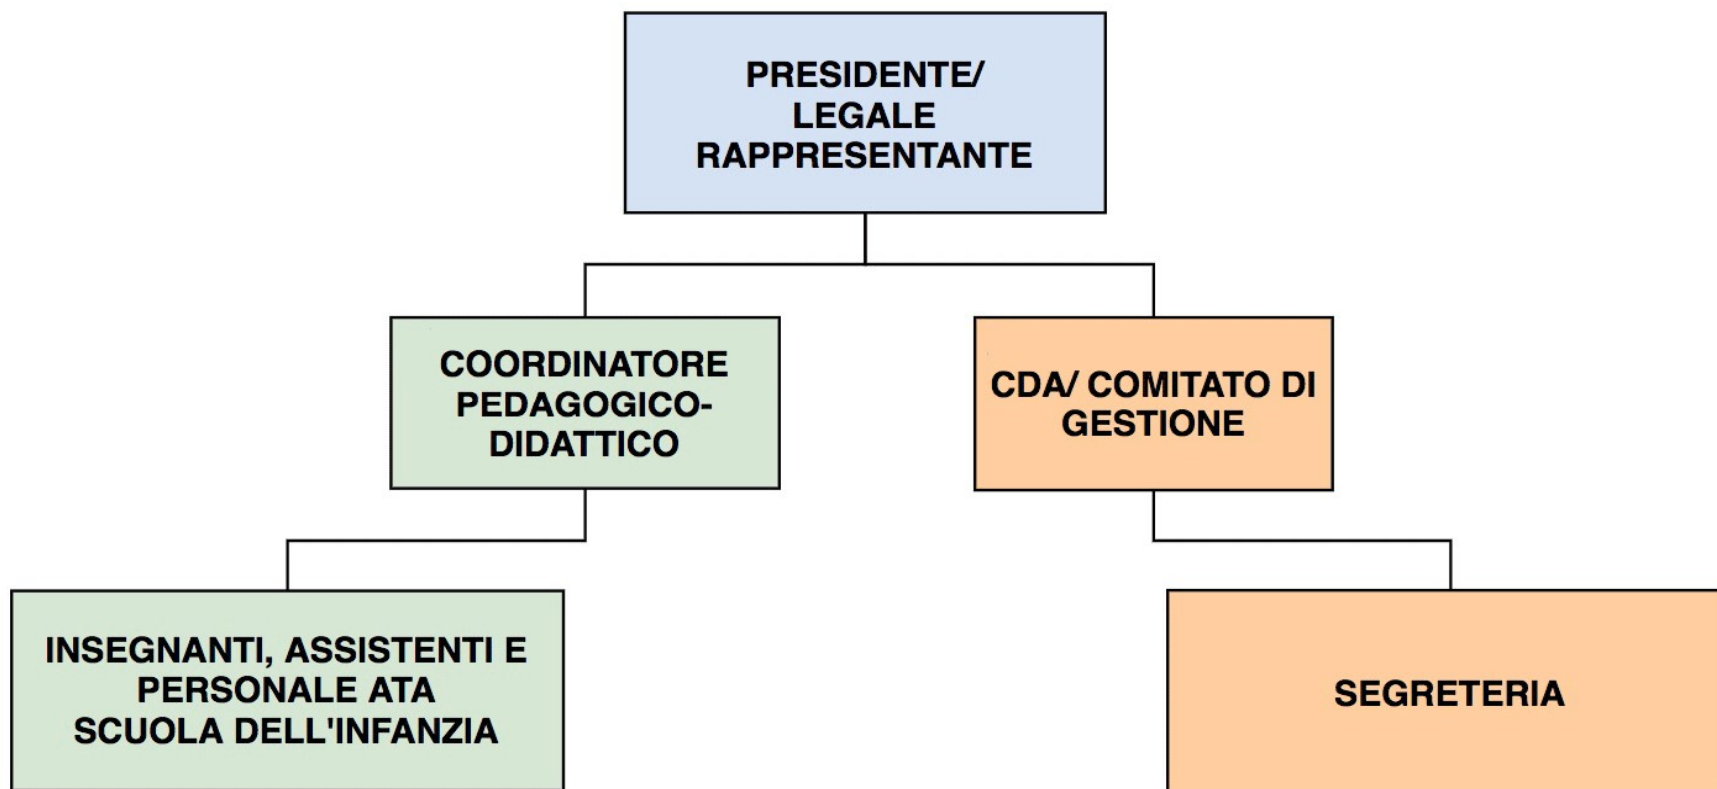 PRESIDENTE/
LEGALE
RAPPRESENTANTE
COORDINATORE
PEDAGOGICO-
DIDATTICO
CDA/ COMITATO DI
GESTIONE
INSEGNANTI, ASSISTENTI E
PERSONALE ATA
SCUOLA DELL'INFANZIA
SEGRETERIA